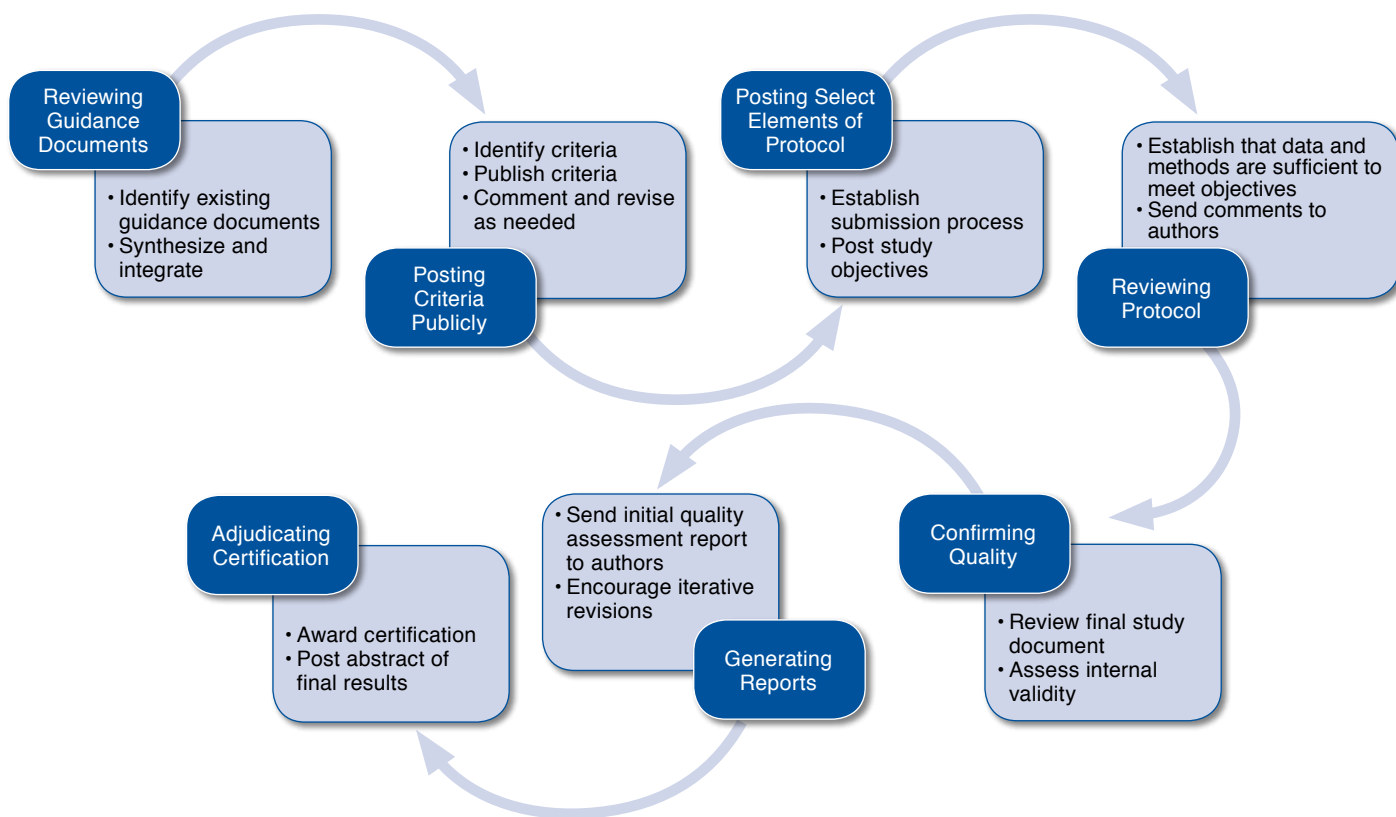 Reviewing
Guidance
Documents
• Identify existing
guidance documents
• Synthesize and
integrate
• Identify criteria
• Publish criteria
• Comment and revise
as needed
Posting
Criteria
Publicly
Posting Select
Elements of
Protocol
• Establish
submission process
• Post study
objectives
• Establish that data and
methods are sufficient to
meet objectives
• Send comments to
authors
Reviewing
Protocol
Confirming
Quality
• Review final study
document
• Assess internal
validity
• Send initial quality
assessment report
to authors
• Encourage iterative
revisions
Generating
Reports
Adjudicating
Certification
• Award certification
• Post abstract of
final results